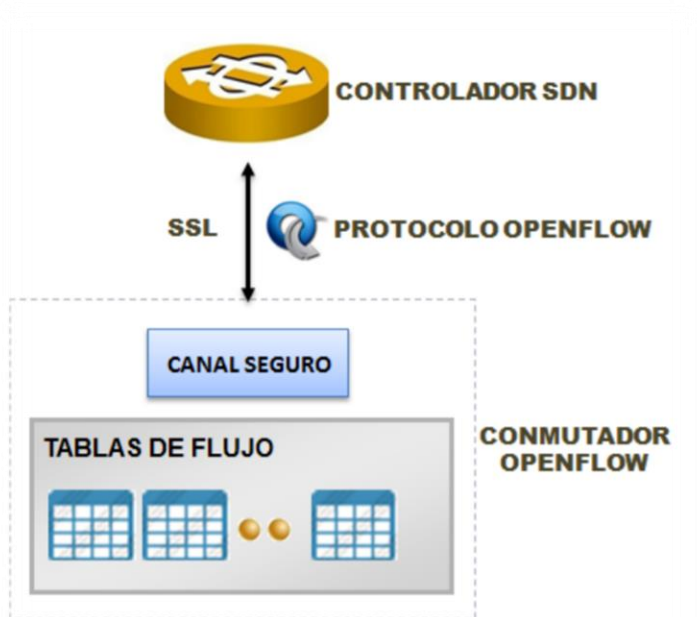 CONTROLADOR SDN
SSL
PROTOCOLO OPENFLOW
CANAL SEGURO
TABLAS DE FLUJO
CONMUTADOR
OPENFLOW